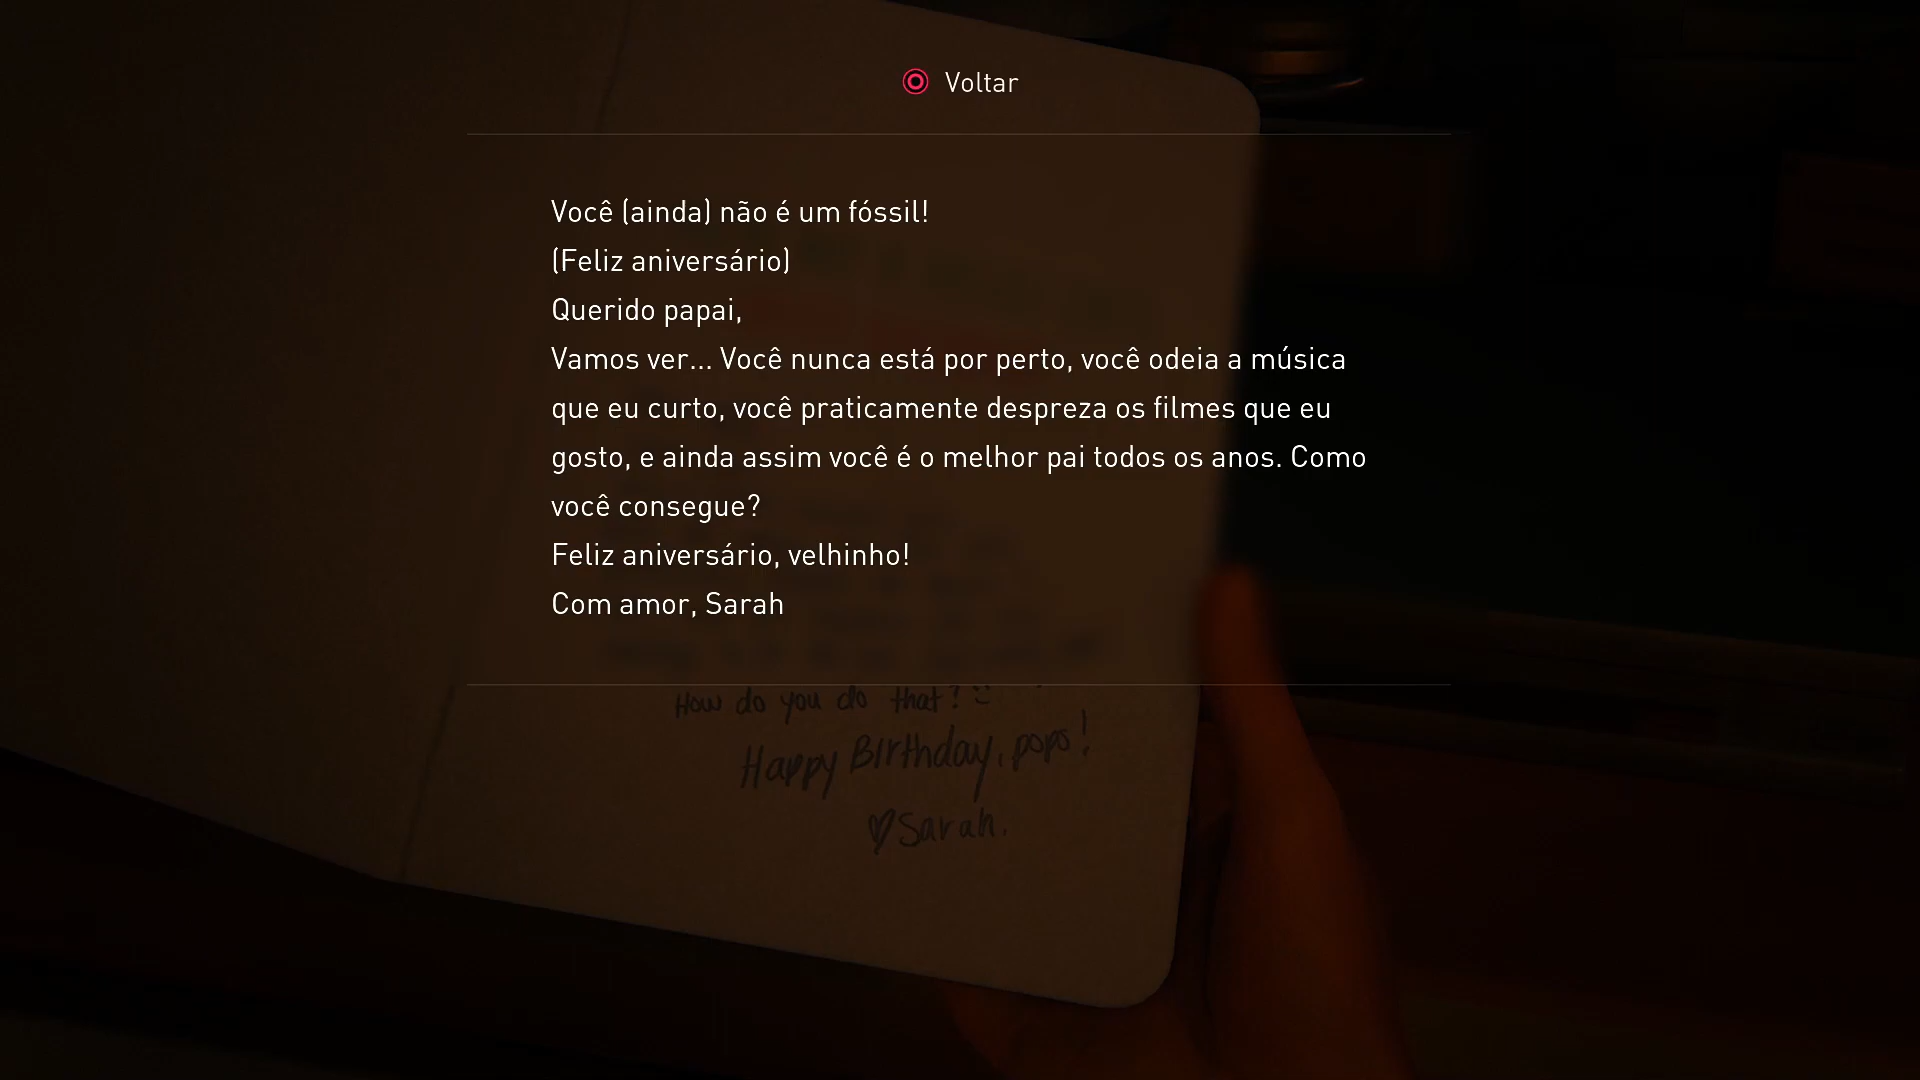 Voltar
Você (ainda) não é um fóssil!
(Feliz aniversário)
Querido papai,
Vamos ver... Você nunca está por perto, você odeia a música
que eu curto, você praticamente despreza os filmes que eu
gosto, e ainda assim você é o melhor pai todos os anos. Como
você consegue?
Feliz aniversário, velhinho!
Com amor, Sarah
How do you do that?
Happy Birthday, pops!
Sarah.